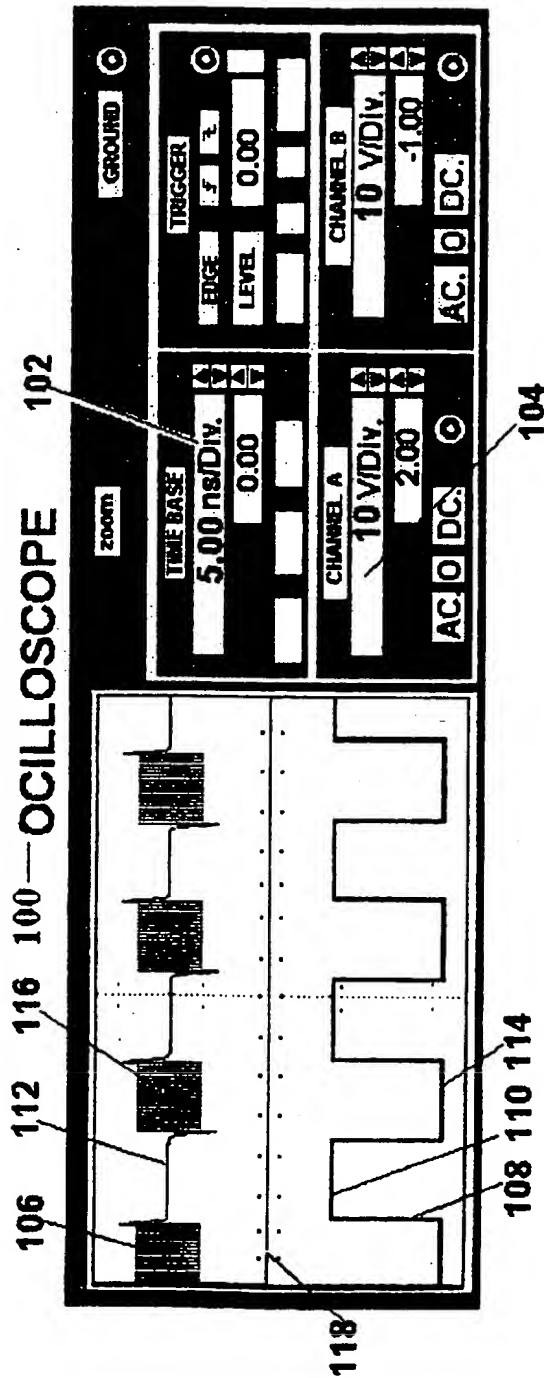 100 OCILLOSCOPE
106
112
116
102
zoom
GROUND
TIME BASE
5.00 ns/Div.
0.00
TRIGGER
EDGE
LEVEL
0.00
CHANNEL A
10 V/Div.
2.00
AC. O DC.
CHANNEL B
10 V/Div.
-1.00
AC. O DC.
118
108
110
114
104